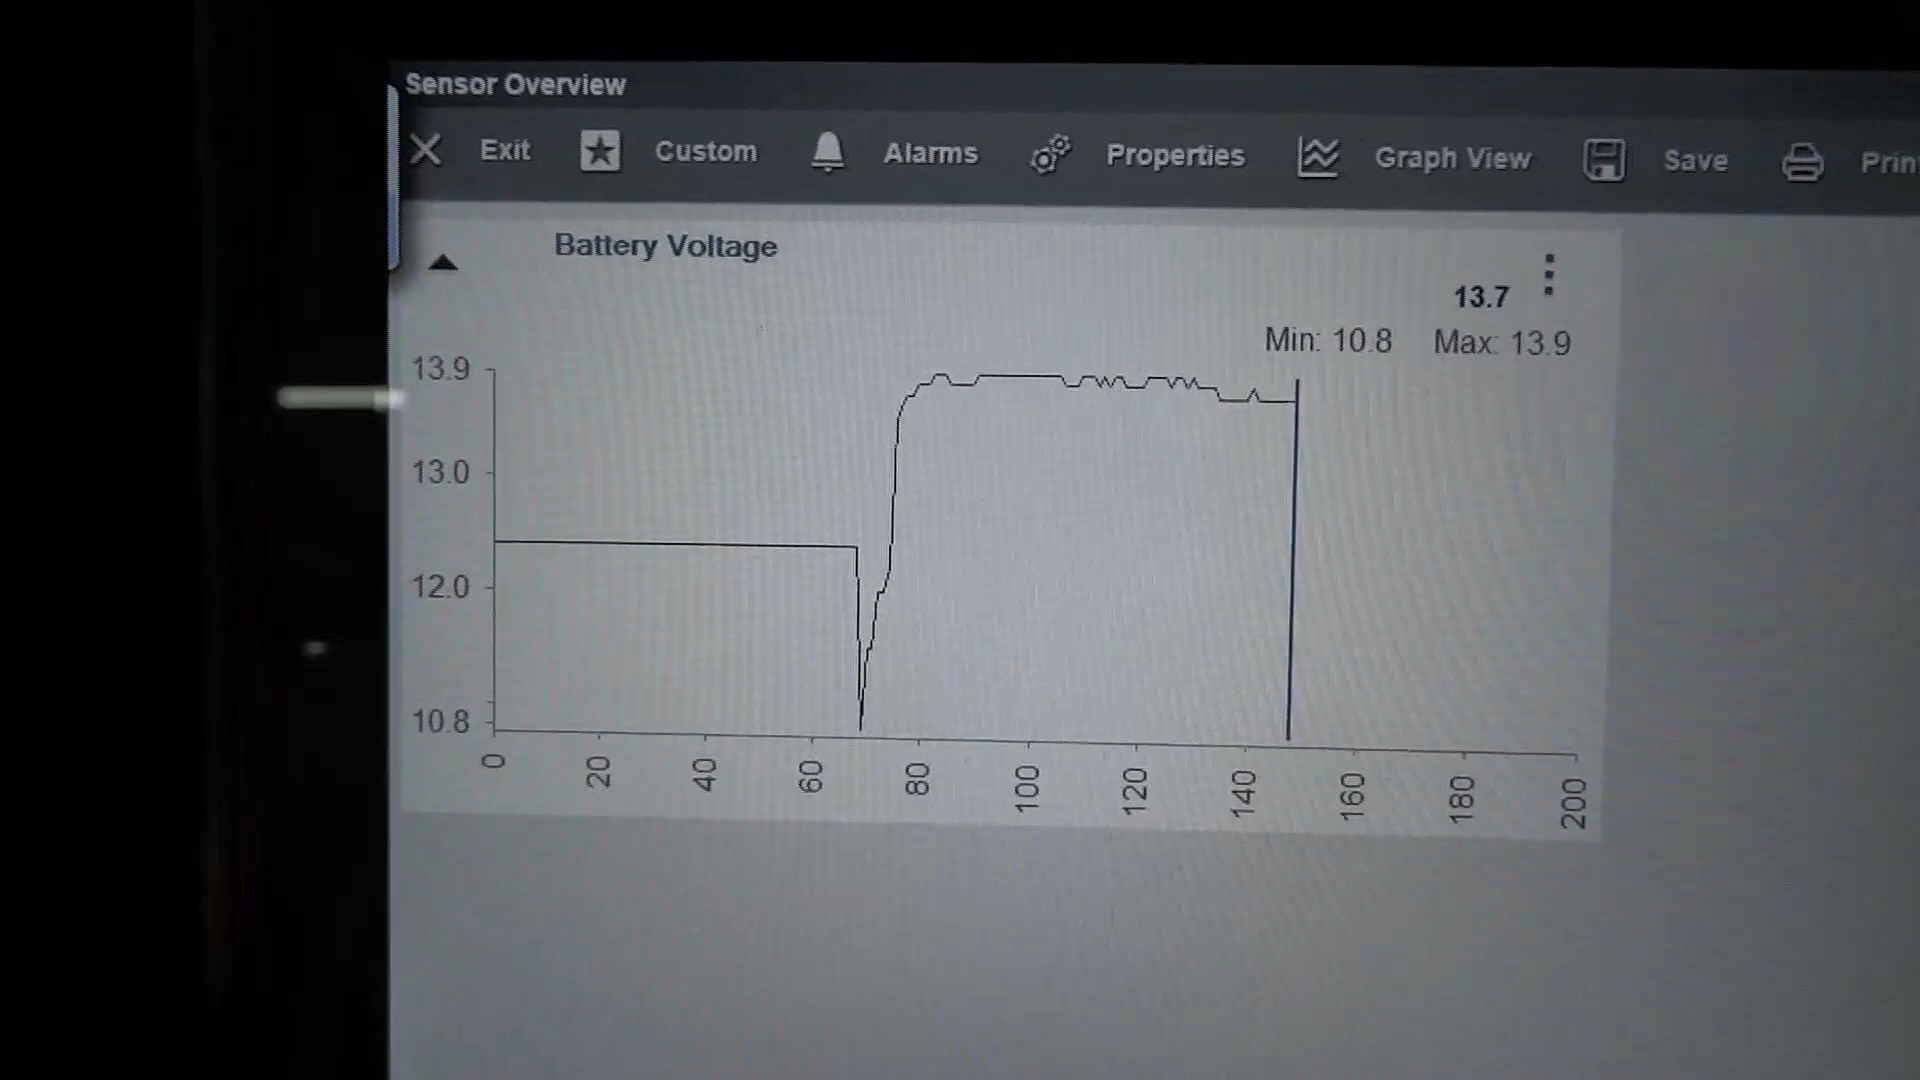 Sensor Overview
Exit Custom Alarms Properties Graph View Save
Battery Voltage
13.7
Min: 10.8 Max: 13.9
13.9
13.0
12.0
10.8
0 20 40 60 80 100 120 140 160 180 200